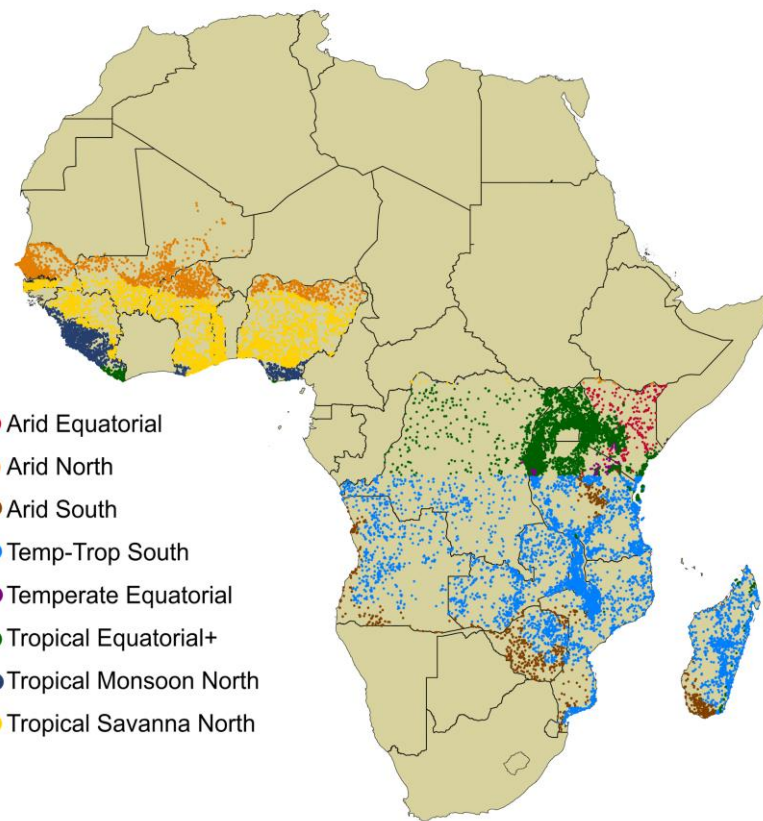 Arid Equatorial
Arid North
Arid South
Temp-Trop South
Temperate Equatorial
Tropical Equatorial+
Tropical Monsoon North
Tropical Savanna North